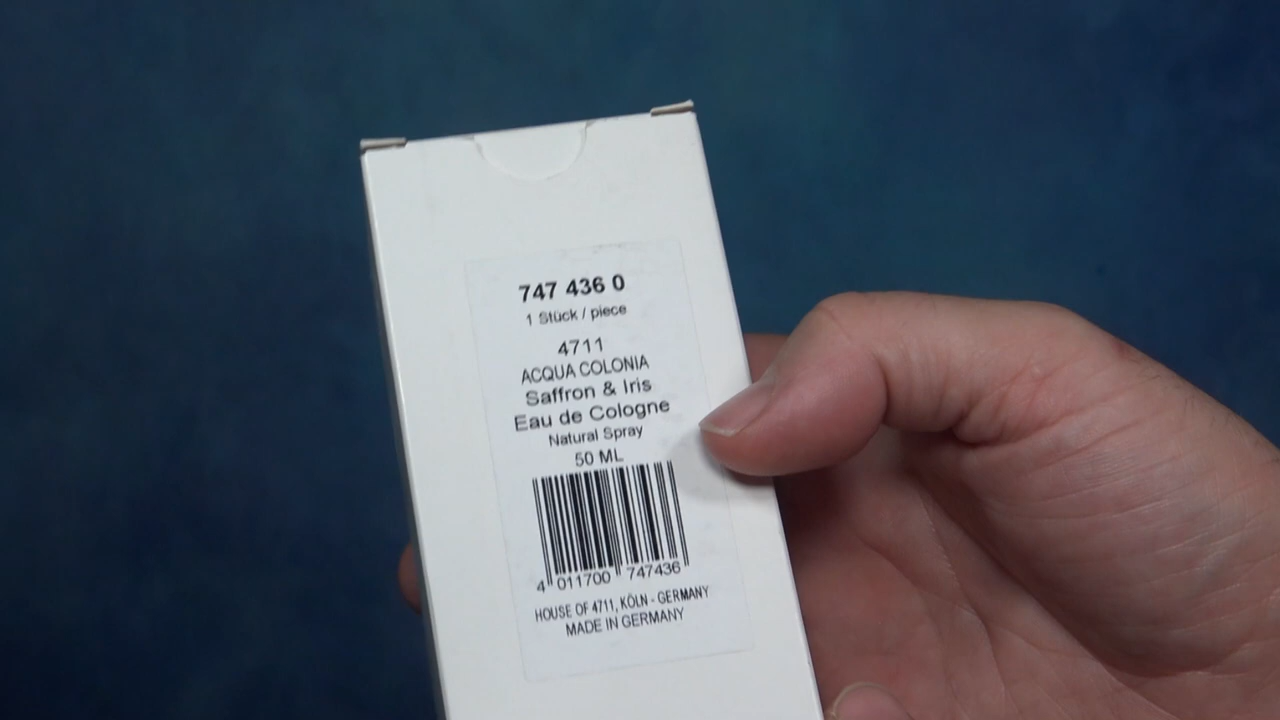 747 436 0
1 Stück / piece
4711
ACQUA COLONIA
Saffron & Iris
Eau de Cologne
Natural Spray
50 ML
4 011700 747436
HOUSE OF 4711, KÖLN - GERMANY
MADE IN GERMANY